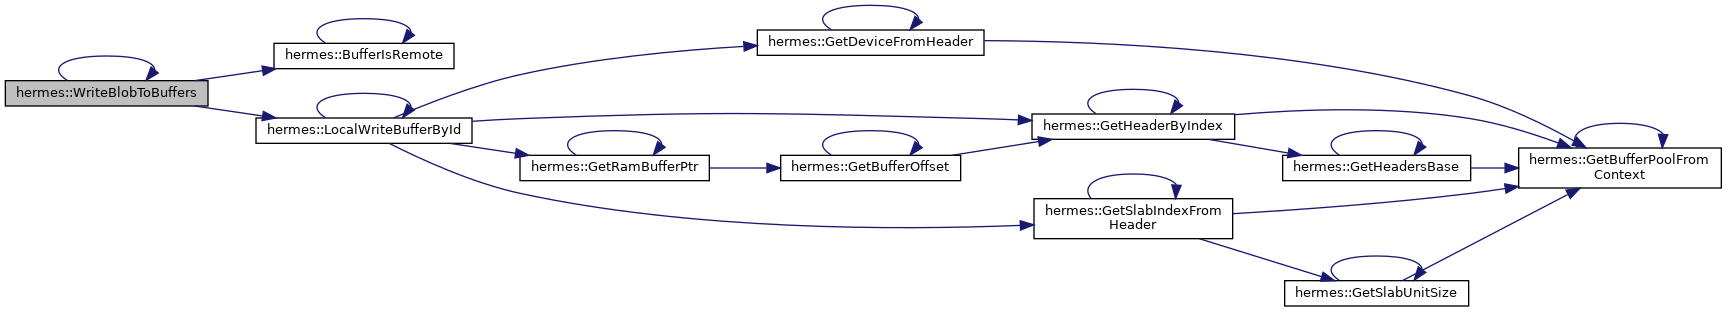 hermes::WriteBlobToBuffers
hermes::BufferIsRemote
hermes::LocalWriteBufferById
hermes::GetDeviceFromHeader
hermes::GetRamBufferPtr
hermes::GetBufferOffset
hermes::GetHeaderByIndex
hermes::GetHeadersBase
hermes::GetSlabIndexFrom
Header
hermes::GetSlabUnitSize
hermes::GetBufferPoolFrom
Context